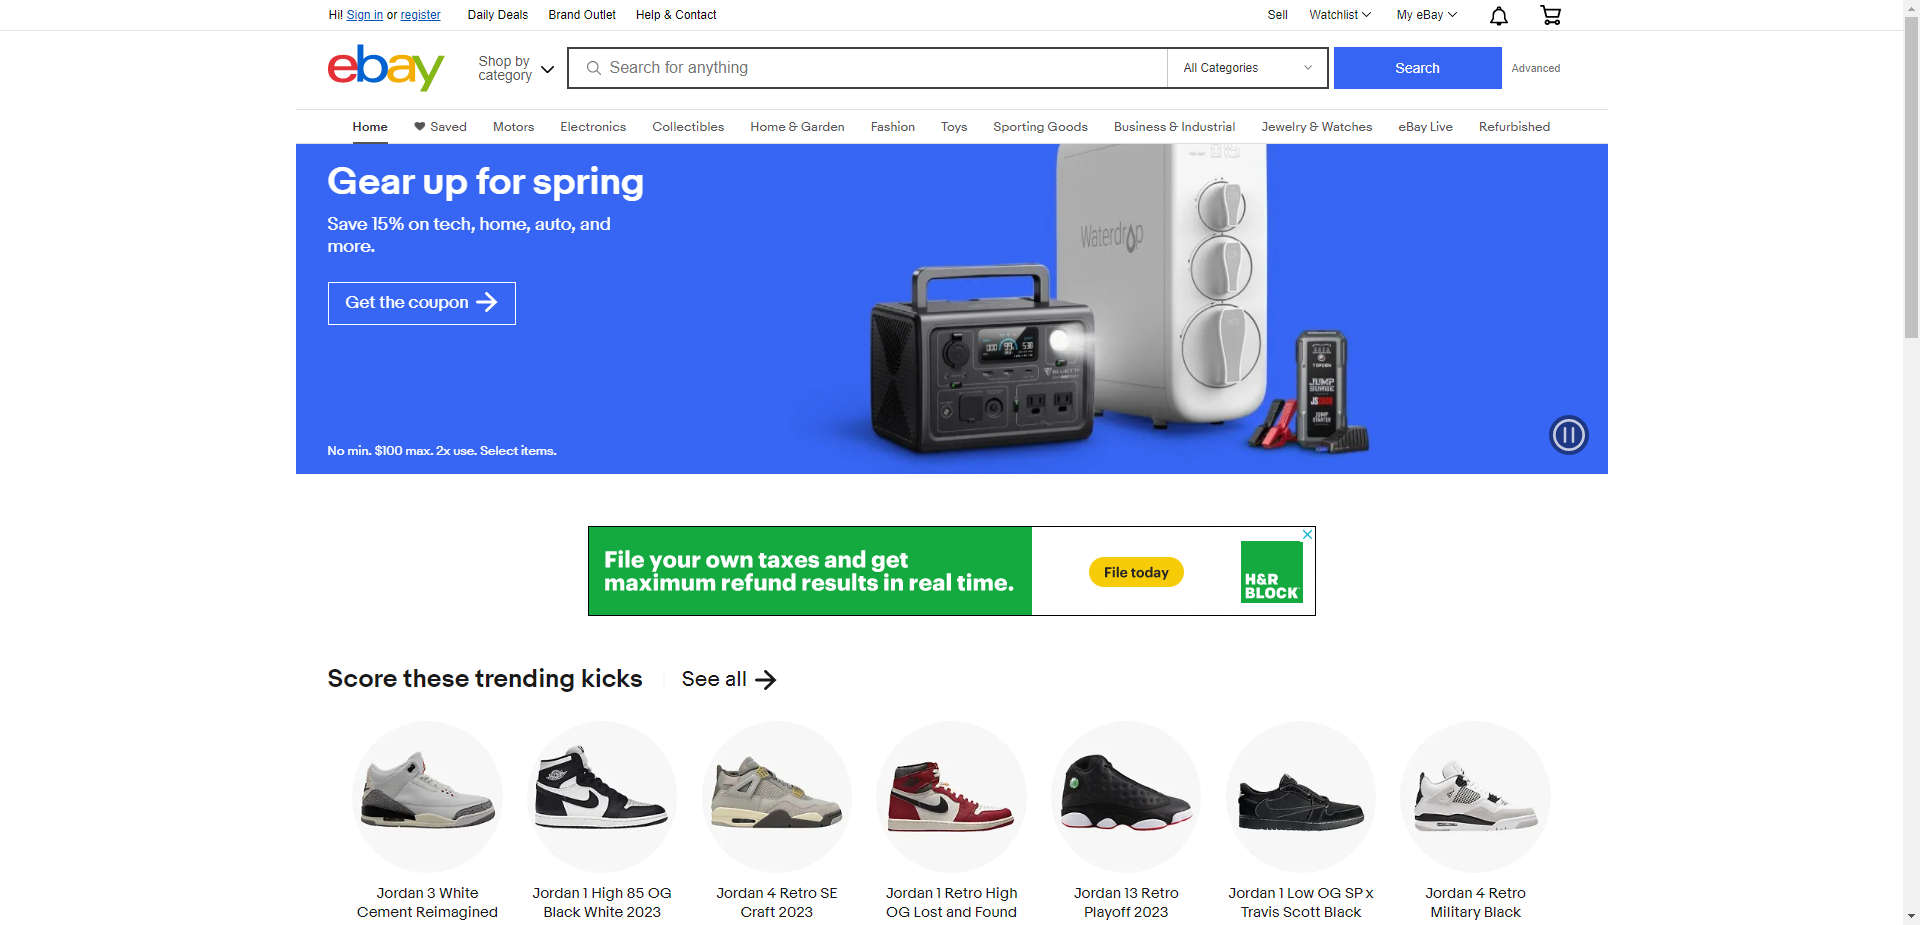 Hi! Sign in or register
Daily Deals
Brand Outlet
Help & Contact
Sell
Watchlist
My eBay
ebay
Shop by
category
Search for anything
All Categories
Search
Advanced
Home
Saved
Motors
Electronics
Collectibles
Home & Garden
Fashion
Toys
Sporting Goods
Business & Industrial
Jewelry & Watches
eBay Live
Refurbished
Gear up for spring
Save 15% on tech, home, auto, and
more.
Get the coupon
No min. $100 max. 2x use. Select items.
Waterdrop
BLUETTI
TOPDON
JUMP
SURGE
JS2000
JUMP
STARTER
File your own taxes and get
maximum refund results in real time.
File today
H&R
BLOCK
Score these trending kicks
See all
Jordan 3 White
Cement Reimagined
Jordan 1 High 85 OG
Black White 2023
Jordan 4 Retro SE
Craft 2023
Jordan 1 Retro High
OG Lost and Found
Jordan 13 Retro
Playoff 2023
Jordan 1 Low OG SP x
Travis Scott Black
Jordan 4 Retro
Military Black